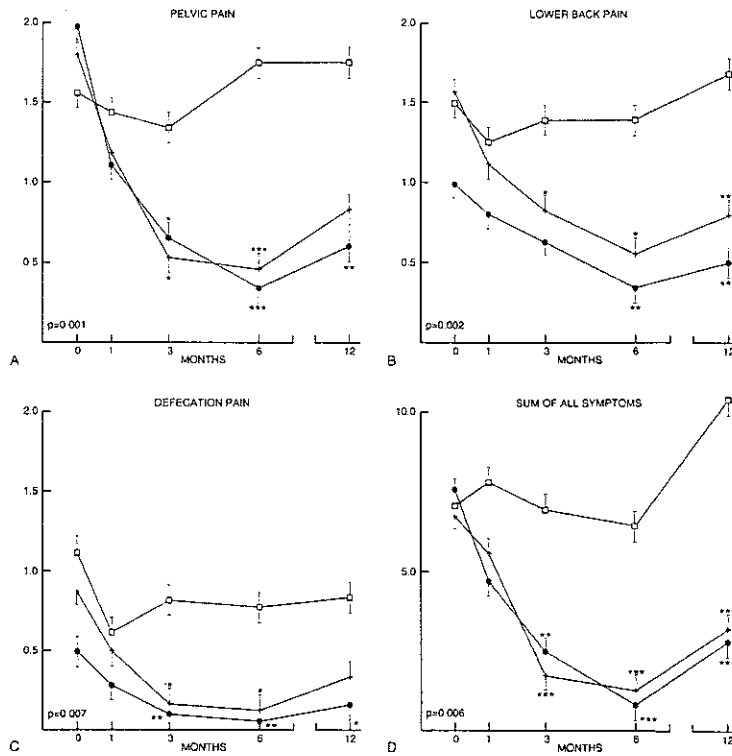 PELVIC PAIN
2.0
1.5
1.0
0.5
*
*
***
***
**
p=0 001
0 1 3 6 12
A MONTHS
LOWER BACK PAIN
2.0
1.5
1.0
0.5
*
*
**
**
**
p=0.002
0 1 3 6 12
B MONTHS
DEFECATION PAIN
2.0
1.5
1.0
0.5
*
**
*
**
*
p=0 007
0 1 3 6 12
C MONTHS
SUM OF ALL SYMPTOMS
10.0
5.0
**
***
***
***
**
**
p=0.006
0 1 3 6 12
D MONTHS